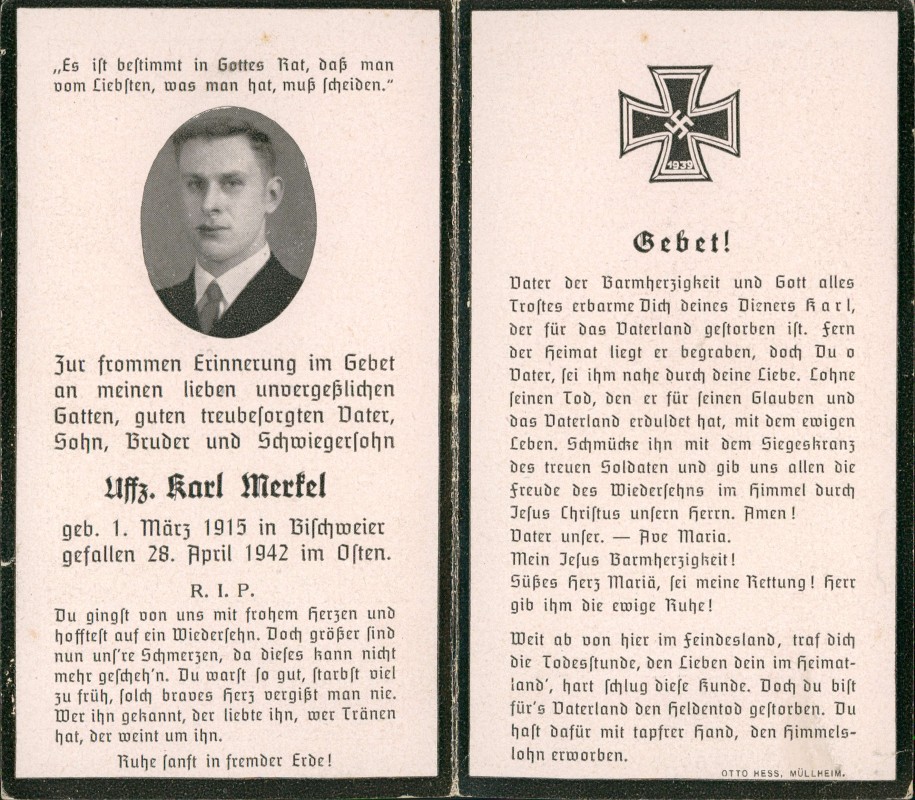 „Es ist bestimmt in Gottes Rat, daß man
vom Liebsten, was man hat, muß scheiden.“
Zur frommen Erinnerung im Gebet
an meinen lieben unvergeßlichen
Gatten, guten treubesorgten Vater,
Sohn, Bruder und Schwiegersohn
Uffz. Karl Merkel
geb. 1. März 1915 in Bischweier
gefallen 28. April 1942 im Osten.
R. I. P.
Du gingst von uns mit frohem Herzen und
hofftest auf ein Wiedersehn. Doch größer sind
nun uns're Schmerzen, da dieses kann nicht
mehr gescheh'n. Du warst so gut, starbst viel
zu früh, solch braves Herz vergißt man nie.
Wer ihn gekannt, der liebte ihn, wer Tränen
hat, der weint um ihn.
Ruhe sanft in fremder Erde!
1939
Gebet!
Vater der Barmherzigkeit und Gott alles
Trostes erbarme Dich deines Dieners Karl,
der für das Vaterland gestorben ist. Fern
der Heimat liegt er begraben, doch Du o
Vater, sei ihm nahe durch deine Liebe. Lohne
seinen Tod, den er für seinen Glauben und
das Vaterland erduldet hat, mit dem ewigen
Leben. Schmücke ihn mit dem Siegeskranz
des treuen Soldaten und gib uns allen die
Freude des Wiedersehns im Himmel durch
Jesus Christus unsern Herrn. Amen!
Vater unser. — Ave Maria.
Mein Jesus Barmherzigkeit!
Süßes Herz Mariä, sei meine Rettung! Herr
gib ihm die ewige Ruhe!
Weit ab von hier im Feindesland, traf dich
die Todesstunde, den Lieben dein im Heimat-
land', hart schlug diese Kunde. Doch du bist
für's Vaterland den Heldentod gestorben. Du
hast dafür mit tapfrer Hand, den Himmels-
lohn erworben.
OTTO HESS, MÜLLHEIM.